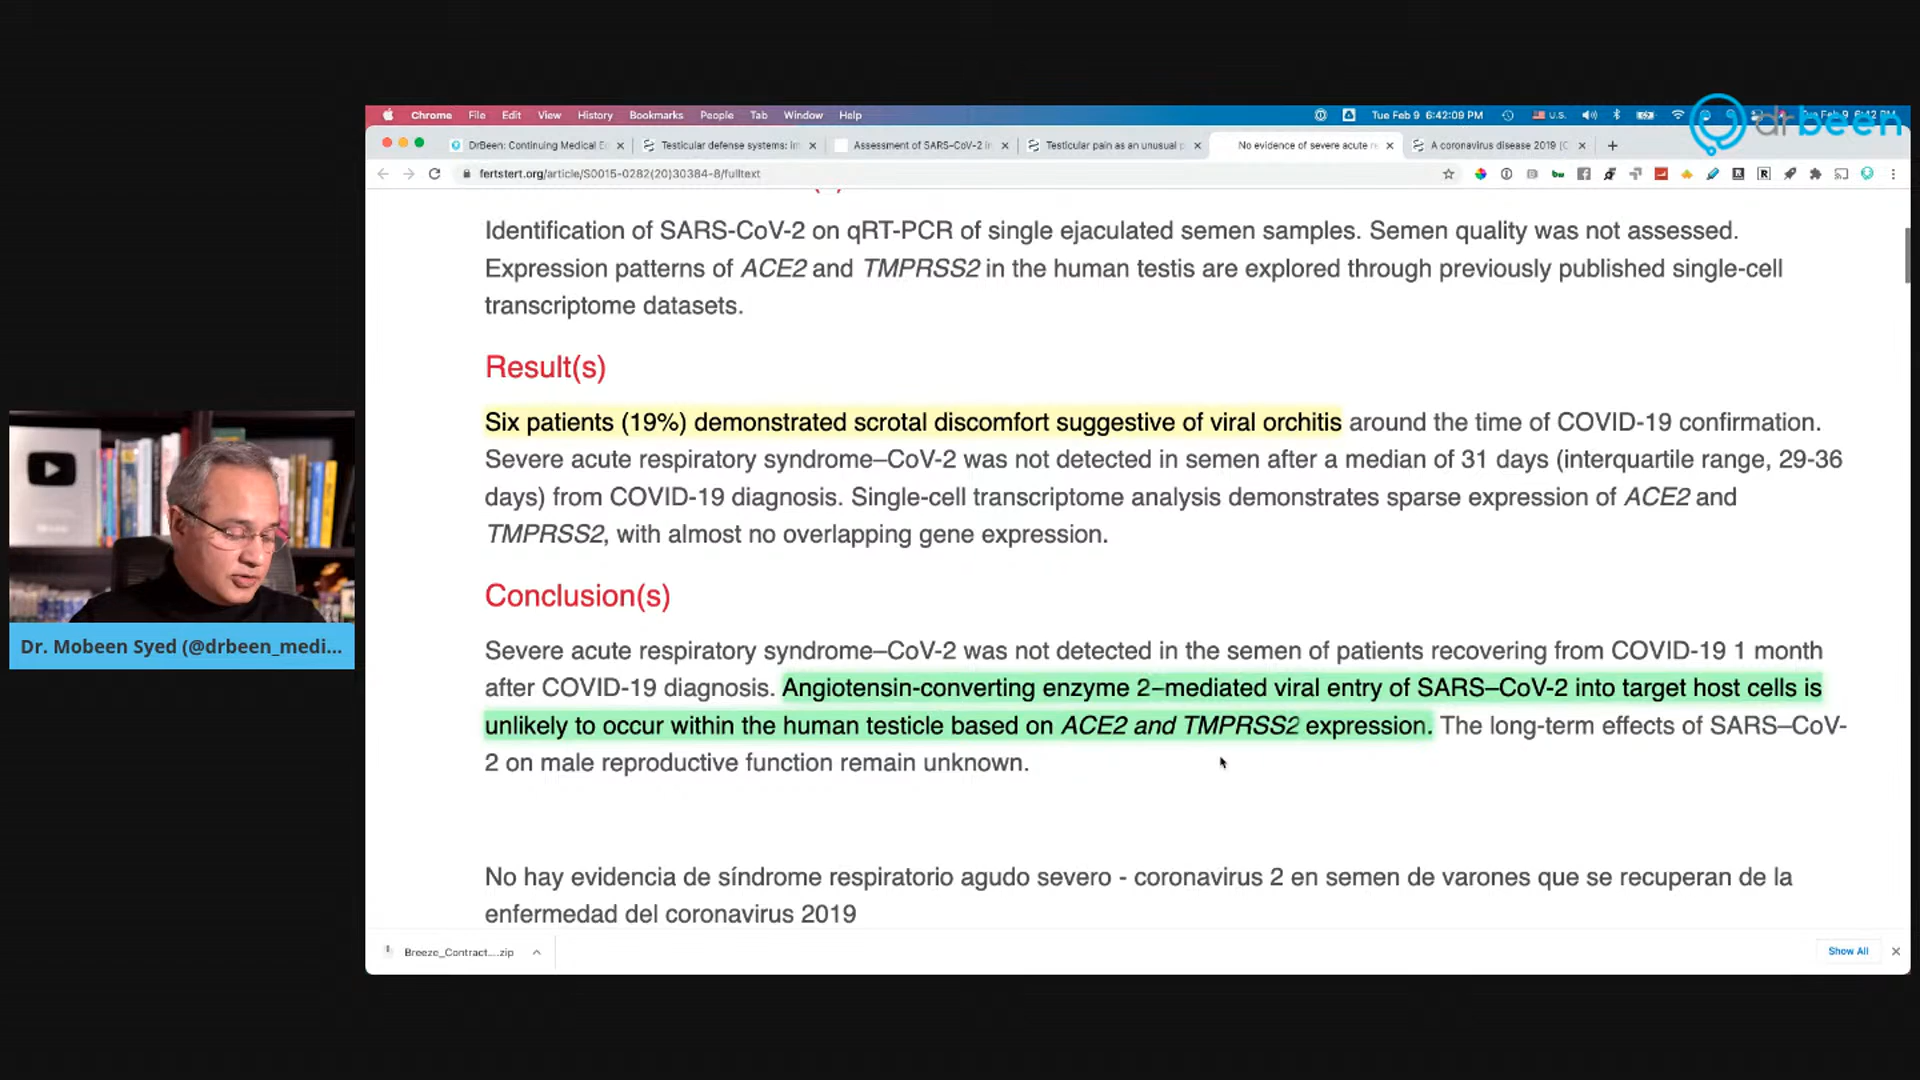 Chrome File Edit View History Bookmarks People Tab Window Help
U.S. Tue Feb 9 6:42:09 PM
drbeen
DrBeen: Continuing Medical E
Testicular defense systems: im
Assessment of SARS-CoV-2 in
Testicular pain as an unusual p
No evidence of severe acute re
A coronavirus disease 2019 (C
fertstert.org/article/S0015-0282(20)30384-8/fulltext
Identification of SARS-CoV-2 on qRT-PCR of single ejaculated semen samples. Semen quality was not assessed.
Expression patterns of ACE2 and TMPRSS2 in the human testis are explored through previously published single-cell
transcriptome datasets.
Result(s)
Six patients (19%) demonstrated scrotal discomfort suggestive of viral orchitis around the time of COVID-19 confirmation.
Severe acute respiratory syndrome–CoV-2 was not detected in semen after a median of 31 days (interquartile range, 29-36
days) from COVID-19 diagnosis. Single-cell transcriptome analysis demonstrates sparse expression of ACE2 and
TMPRSS2, with almost no overlapping gene expression.
Conclusion(s)
Severe acute respiratory syndrome–CoV-2 was not detected in the semen of patients recovering from COVID-19 1 month
after COVID-19 diagnosis. Angiotensin-converting enzyme 2–mediated viral entry of SARS–CoV-2 into target host cells is
unlikely to occur within the human testicle based on ACE2 and TMPRSS2 expression. The long-term effects of SARS–CoV-
2 on male reproductive function remain unknown.
Dr. Mobeen Syed (@drbeen_medi...
No hay evidencia de síndrome respiratorio agudo severo - coronavirus 2 en semen de varones que se recuperan de la
enfermedad del coronavirus 2019
Breeze_Contract....zip
Show All